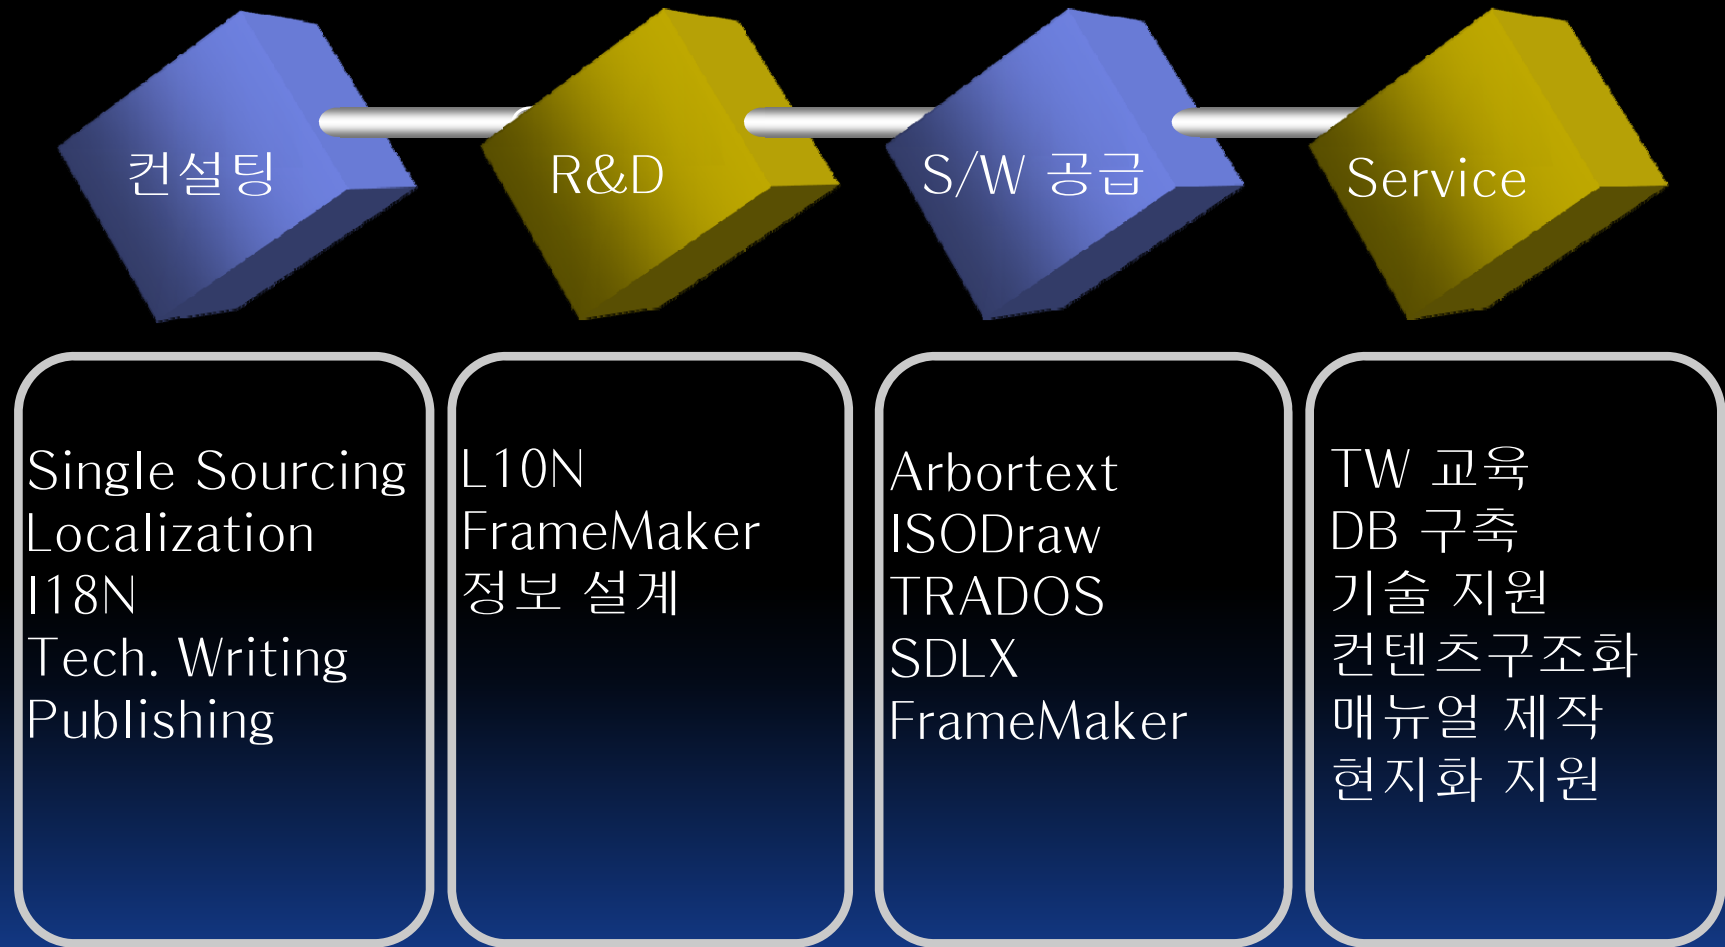 컨설팅
R&D
S/W 공급
Service
Single Sourcing
Localization
I18N
Tech. Writing
Publishing
L10N
FrameMaker
정보 설계
Arbortext
ISODraw
TRADOS
SDLX
FrameMaker
TW 교육
DB 구축
기술 지원
컨텐츠구조화
매뉴얼 제작
현지화 지원